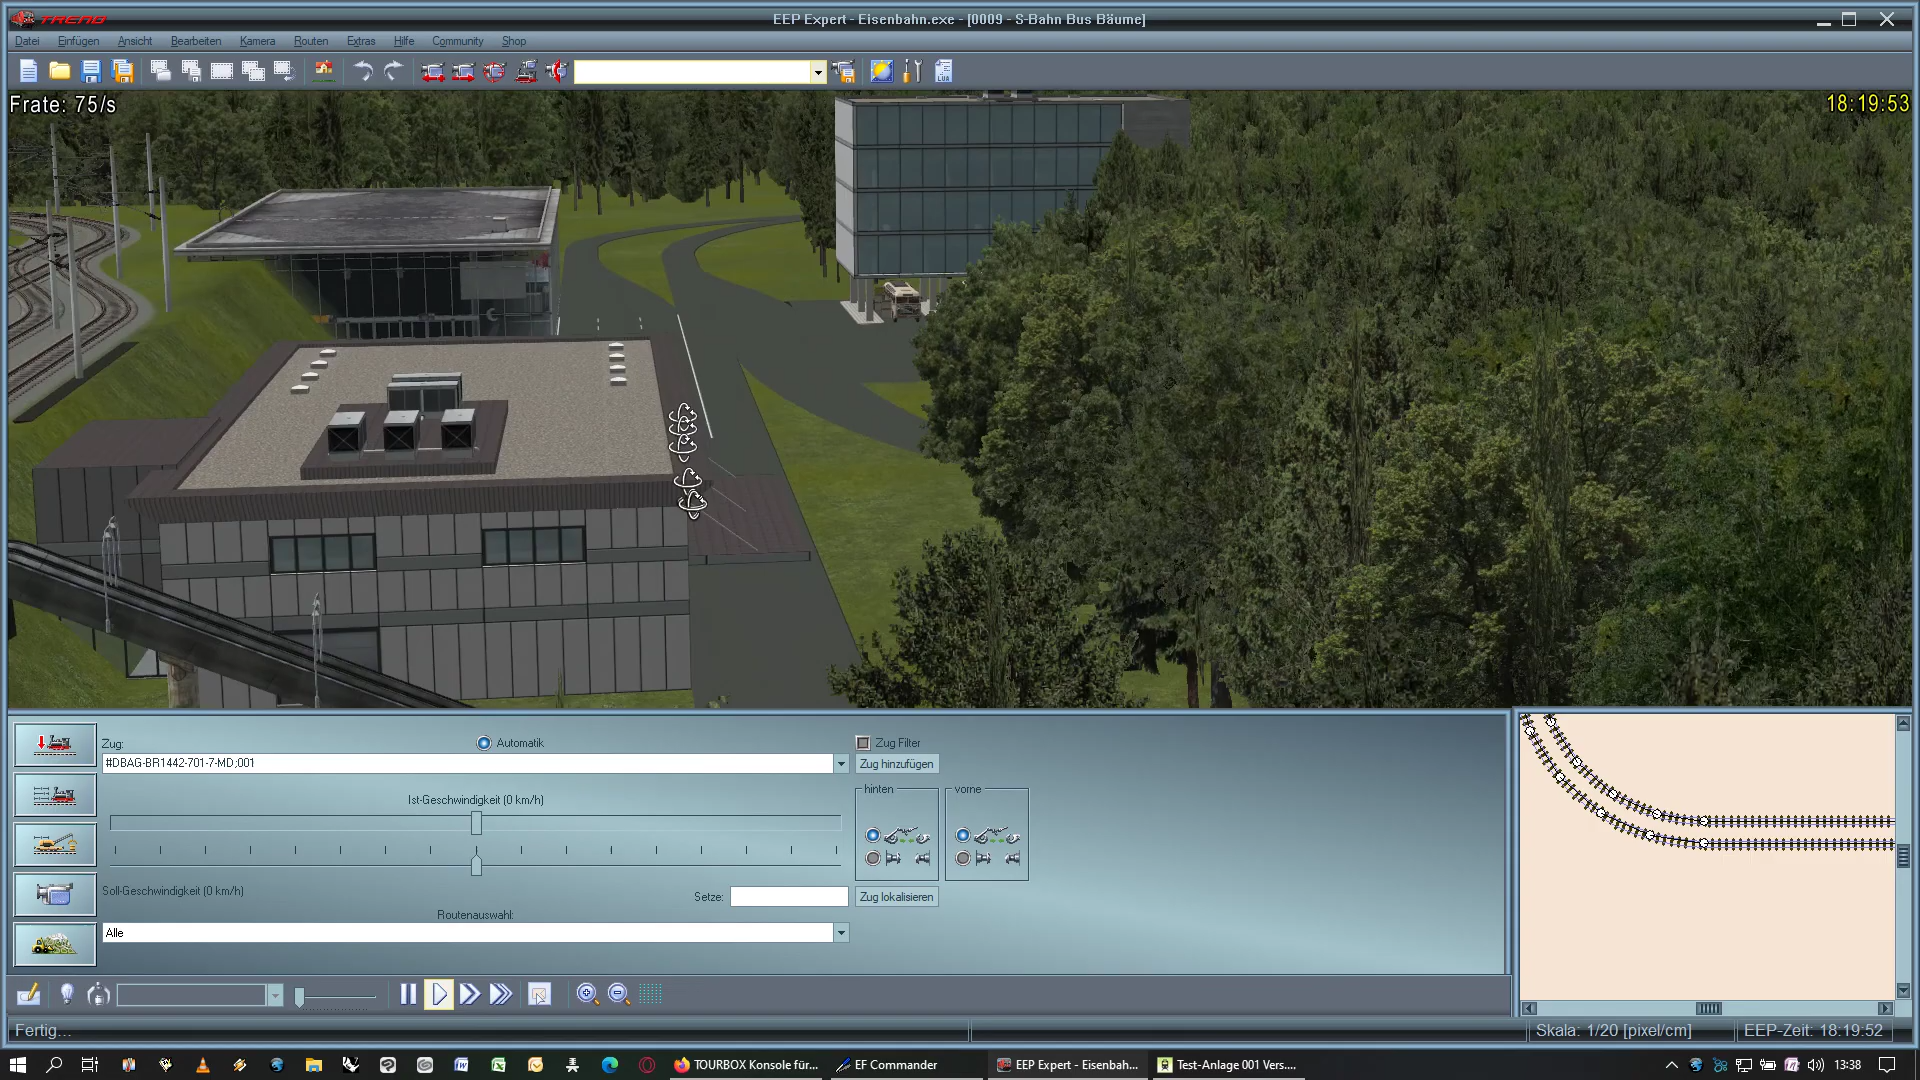 TREND
EEP Expert - Eisenbahn.exe - [0009 - S-Bahn Bus Bäume]
Datei Einfügen Ansicht Bearbeiten Kamera Routen Extras Hilfe Community Shop
LUA
Frate: 75/s
18:19:53
Zug:
Automatik
Zug Filter
#DBAG-BR1442-701-7-MD;001
Zug hinzufügen
Ist-Geschwindigkeit (0 km/h)
hinten
vorne
Soll-Geschwindigkeit (0 km/h)
Setze:
Zug lokalisieren
Routenauswahl:
Alle
Fertig...
Skala: 1/20 [pixel/cm]
EEP-Zeit: 18:19:52
TOURBOX Konsole für...
EF Commander
EEP Expert - Eisenbah...
Test-Anlage 001 Vers....
13:38